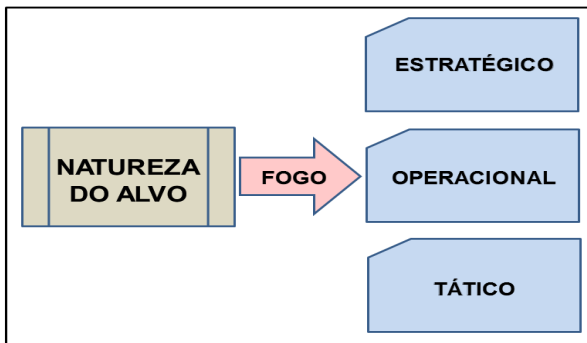 ESTRATÉGICO
NATUREZA
DO ALVO
FOGO
OPERACIONAL
TÁTICO